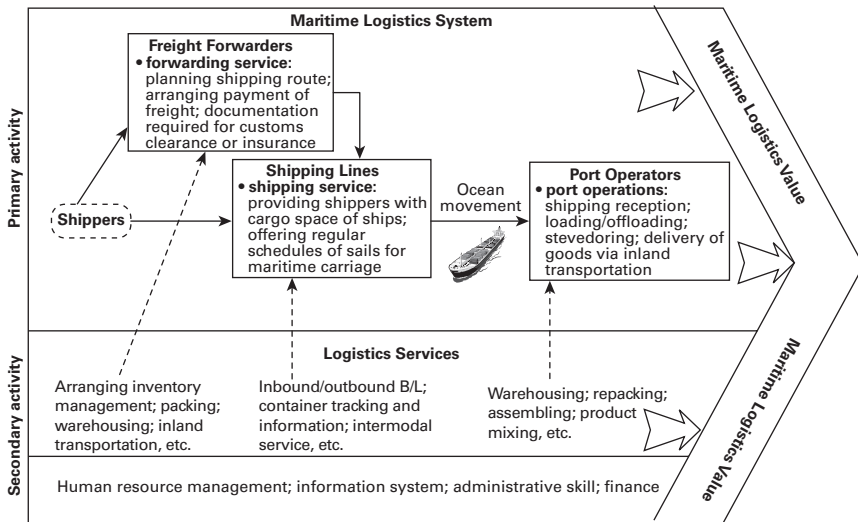 Maritime Logistics System
Primary activity
Freight Forwarders
• forwarding service:
planning shipping route;
arranging payment of
freight; documentation
required for customs
clearance or insurance
Shippers
Shipping Lines
• shipping service:
providing shippers with
cargo space of ships;
offering regular
schedules of sails for
maritime carriage
Ocean
movement
Port Operators
• port operations:
shipping reception;
loading/offloading;
stevedoring; delivery of
goods via inland
transportation
Maritime Logistics Value
Secondary activity
Logistics Services
Arranging inventory
management; packing;
warehousing; inland
transportation, etc.
Inbound/outbound B/L;
container tracking and
information; intermodal
service, etc.
Warehousing; repacking;
assembling; product
mixing, etc.
Maritime Logistics Value
Human resource management; information system; administrative skill; finance